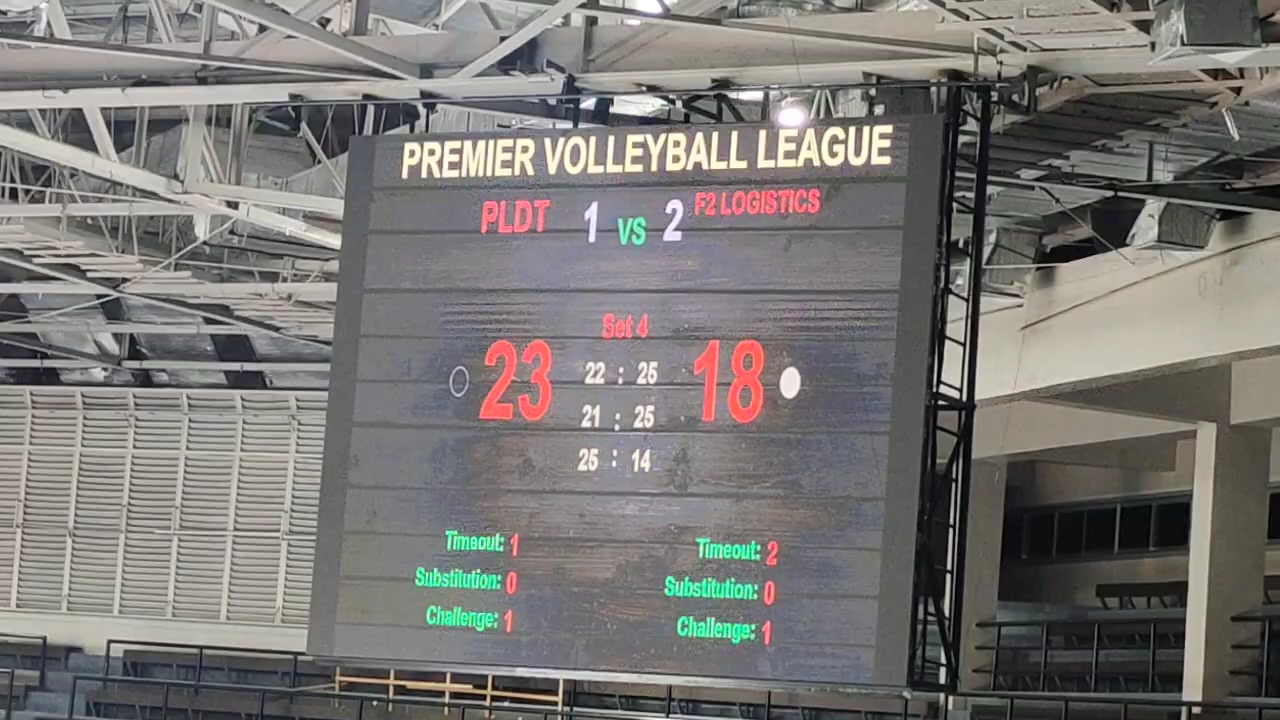 PREMIER VOLLEYBALL LEAGUE
PLDT 1 VS 2 F2 LOGISTICS
Set 4
23 22 : 25 18
21 : 25
25 : 14
Timeout: 1 Timeout: 2
Substitution: 0 Substitution: 0
Challenge: 1 Challenge: 1